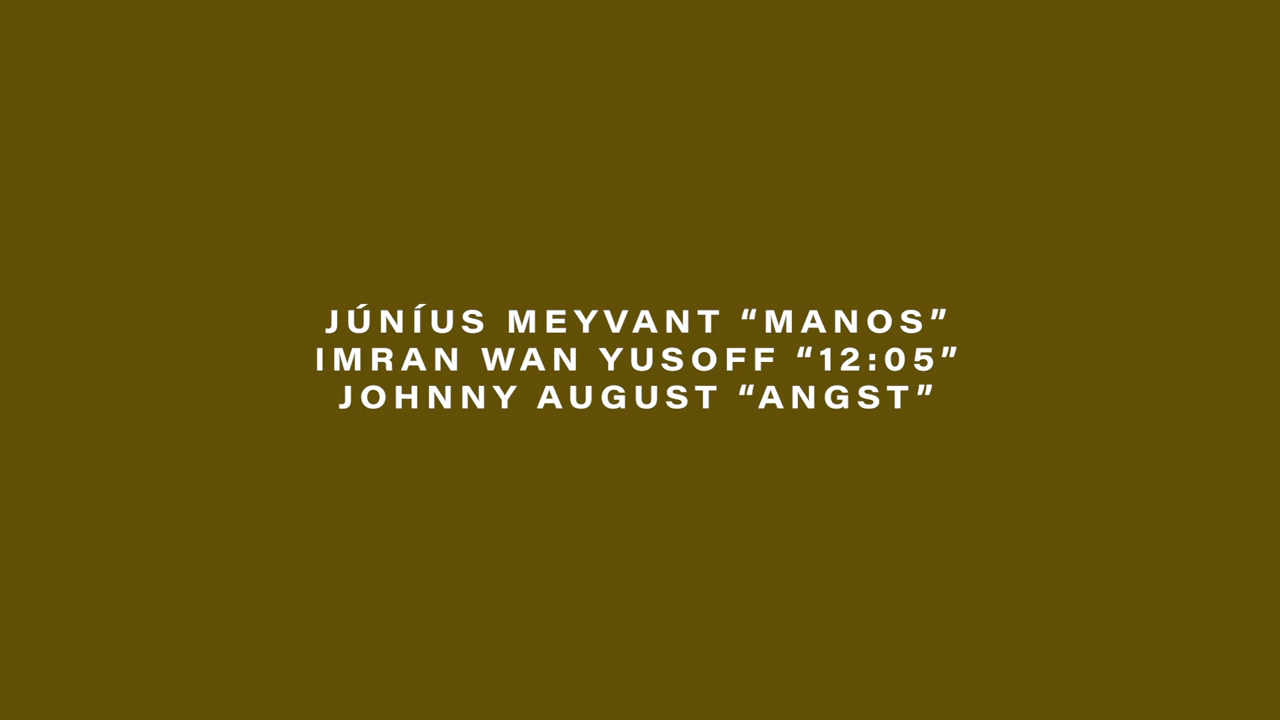 JÚNÍUS MEYVANT “MANOS”
IMRAN WAN YUSOFF “12:05”
JOHNNY AUGUST “ANGST”